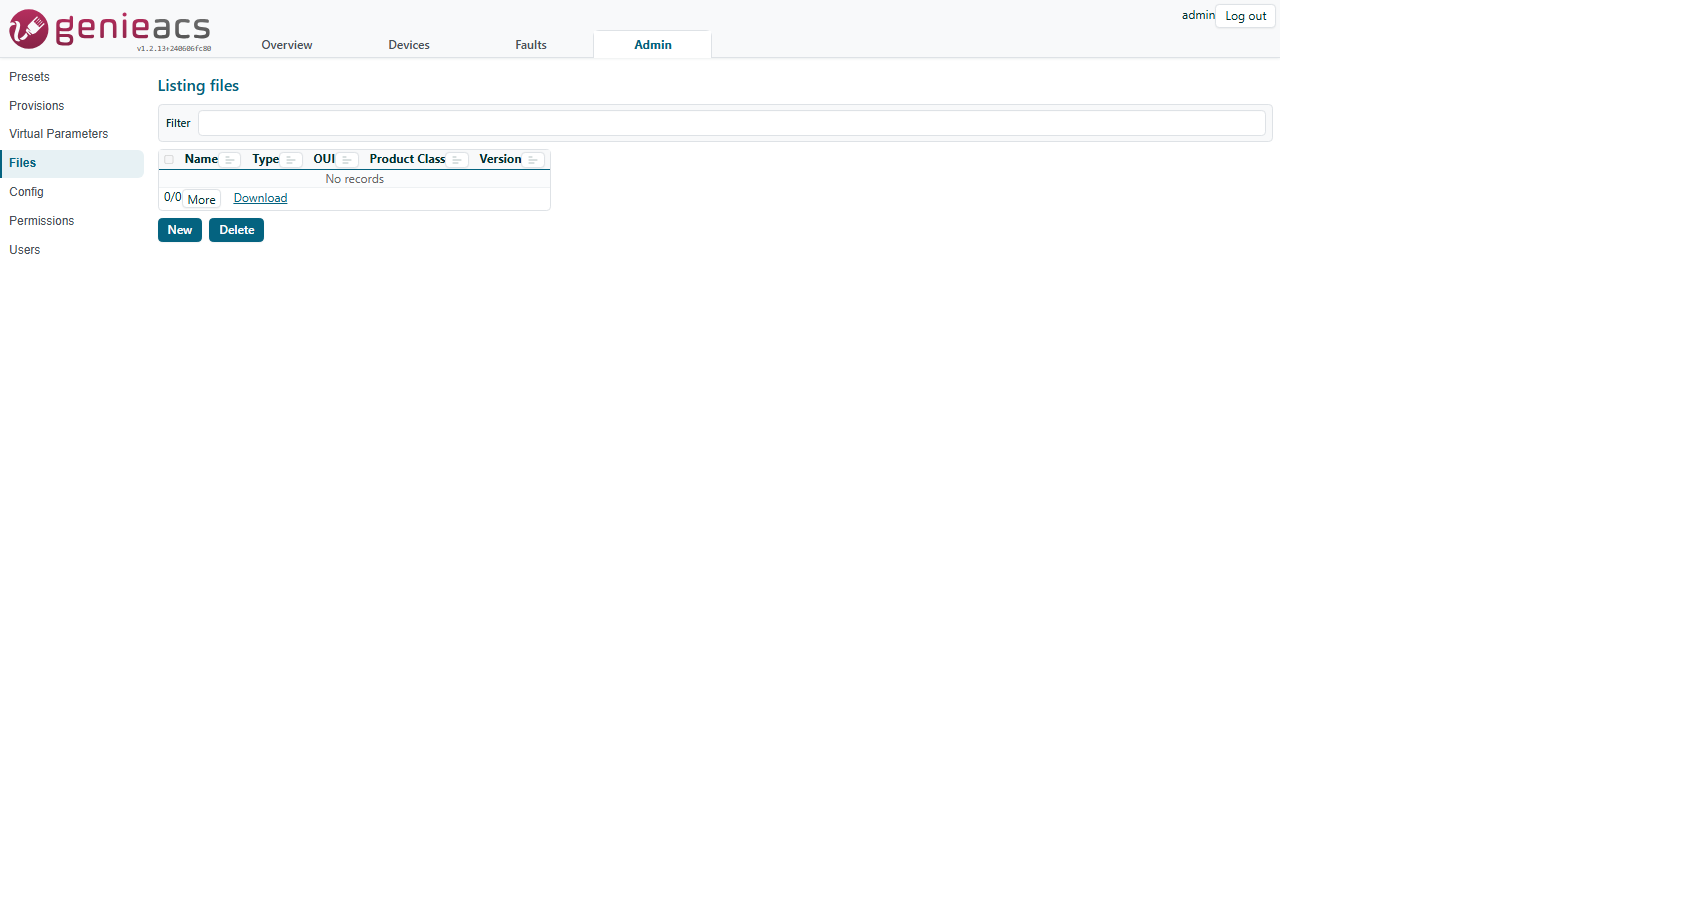 genieacs
v1.2.13+240606fc80
Overview
Devices
Faults
Admin
admin
Log out
Presets
Provisions
Virtual Parameters
Files
Config
Permissions
Users
Listing files
Filter
Name Type OUI Product Class Version
No records
0/0 More Download
New Delete